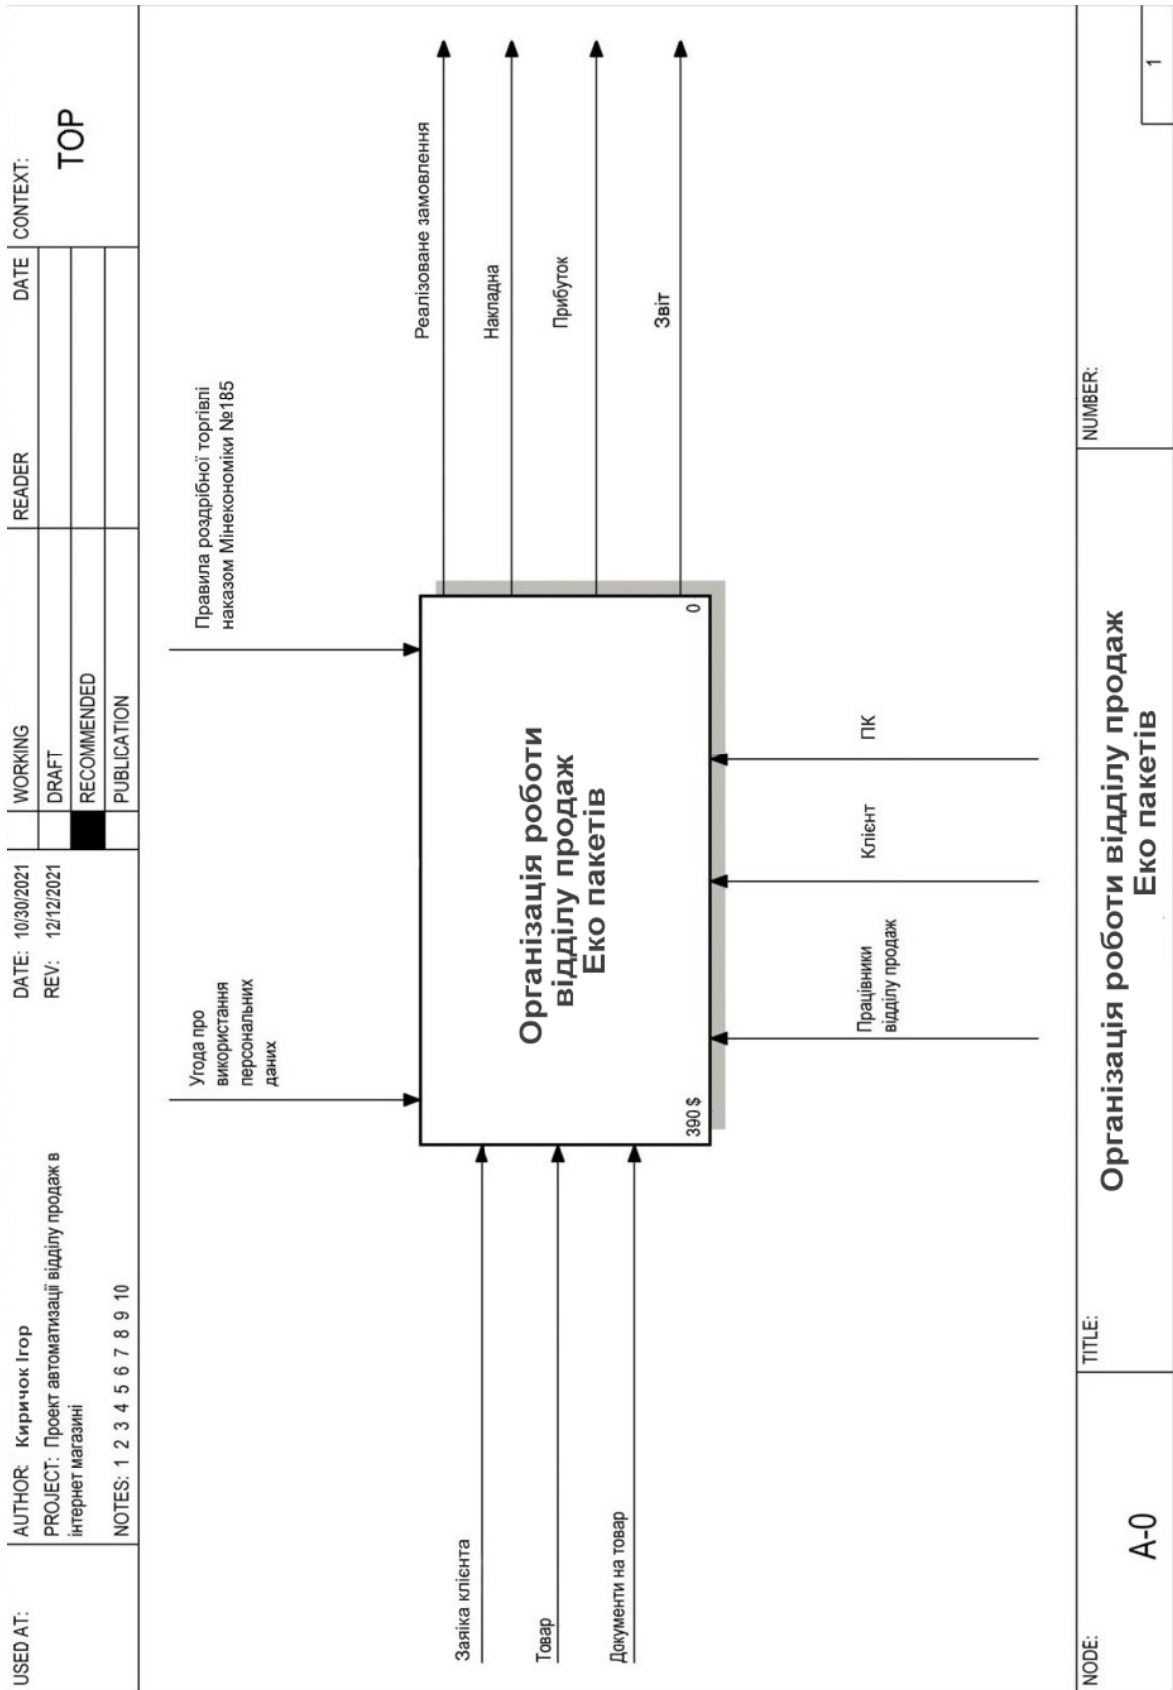 USED AT:
AUTHOR: Киричок Ігор
DATE: 10/30/2021
PROJECT: Проект автоматизації відділу продаж в
інтернет магазині
REV: 12/12/2021
NOTES: 1 2 3 4 5 6 7 8 9 10
WORKING
DRAFT
RECOMMENDED
PUBLICATION
READER
DATE
CONTEXT:
TOP
Угода про
використання
персональних
даних
Правила роздрібної торгівлі
наказом Мінекономіки №185
Заяіка клієнта
Товар
Документи на товар
Організація роботи
відділу продаж
Еко пакетів
390 $
0
Реалізоване замовлення
Накладна
Прибуток
Звіт
Працівники
відділу продаж
Клієнт
ПК
NODE:
A-0
TITLE:
Організація роботи відділу продаж
Еко пакетів
NUMBER:
1